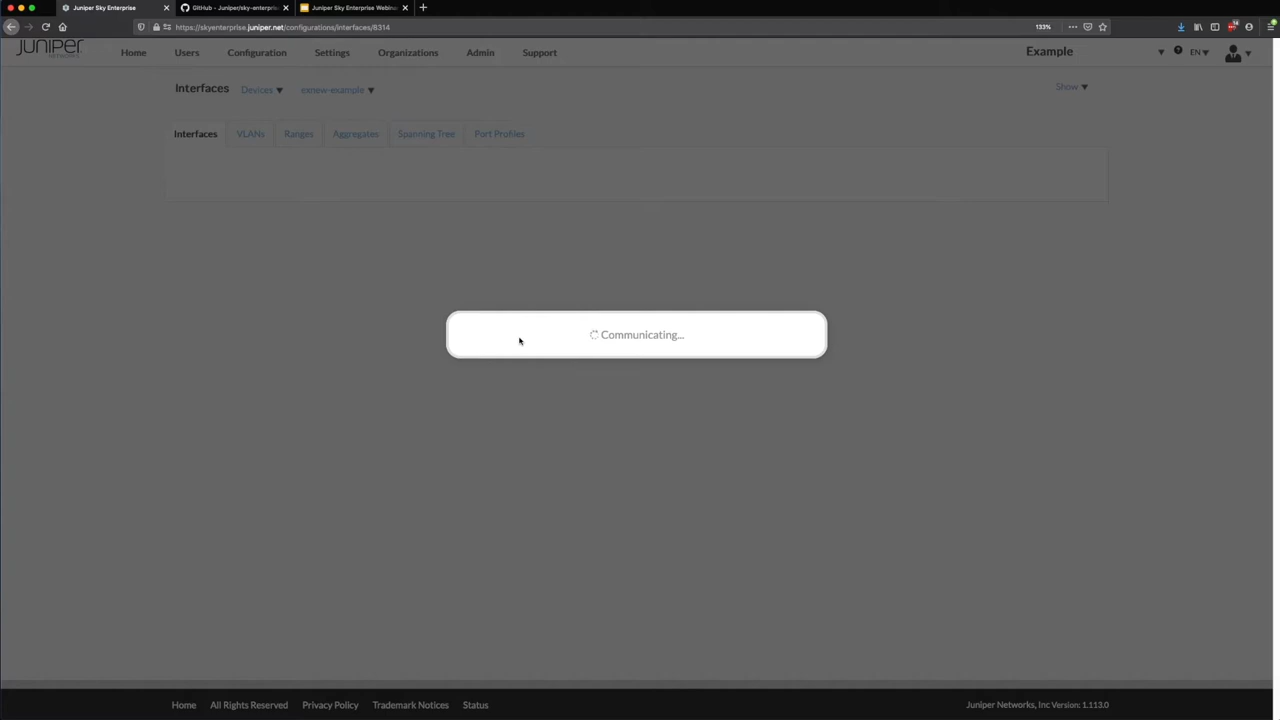 Juniper Sky Enterprise
GitHub - Juniper/sky-enterpris
Juniper Sky Enterprise Webina
https://skyenterprise.juniper.net/configurations/interfaces/8314
133%
JUNIPER NETWORKS
Home Users Configuration Settings Organizations Admin Support
Example
EN
Interfaces Devices exnew-example
Show
Interfaces VLANs Ranges Aggregates Spanning Tree Port Profiles
Communicating...
Home All Rights Reserved Privacy Policy Trademark Notices Status
Juniper Networks, Inc Version: 1.113.0